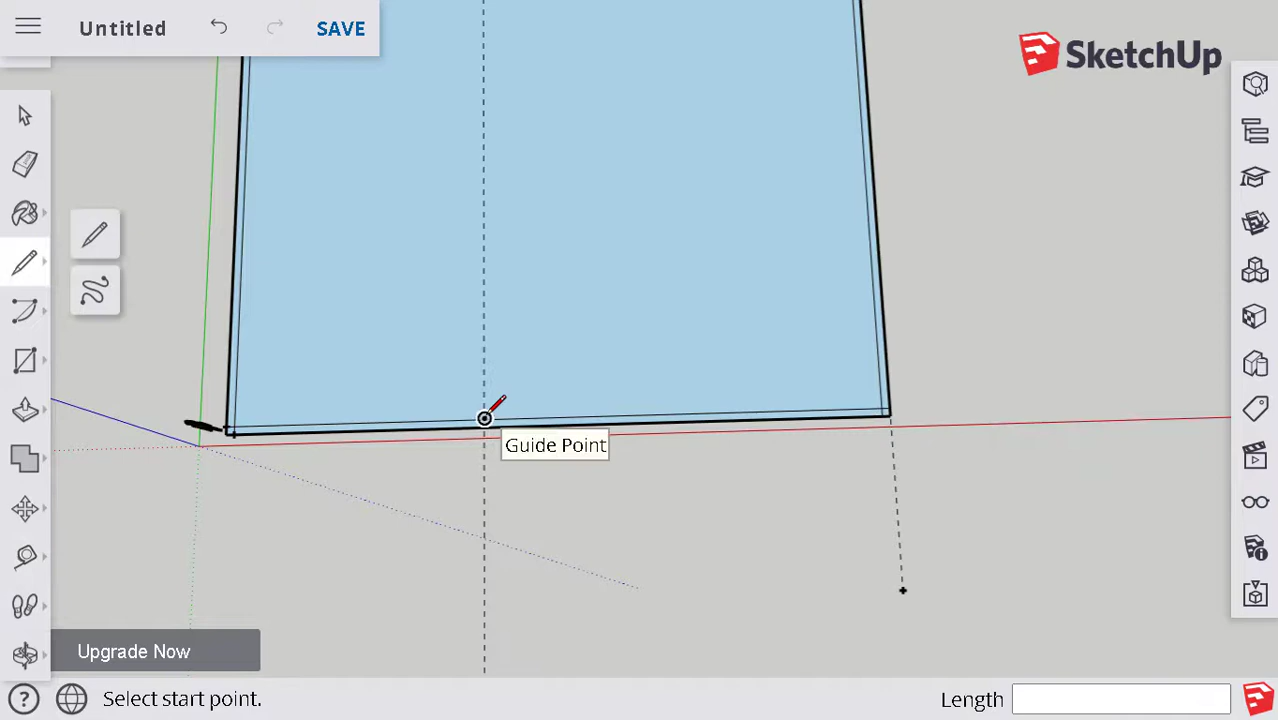 Untitled
SAVE
SketchUp
Guide Point
Upgrade Now
Select start point.
Length